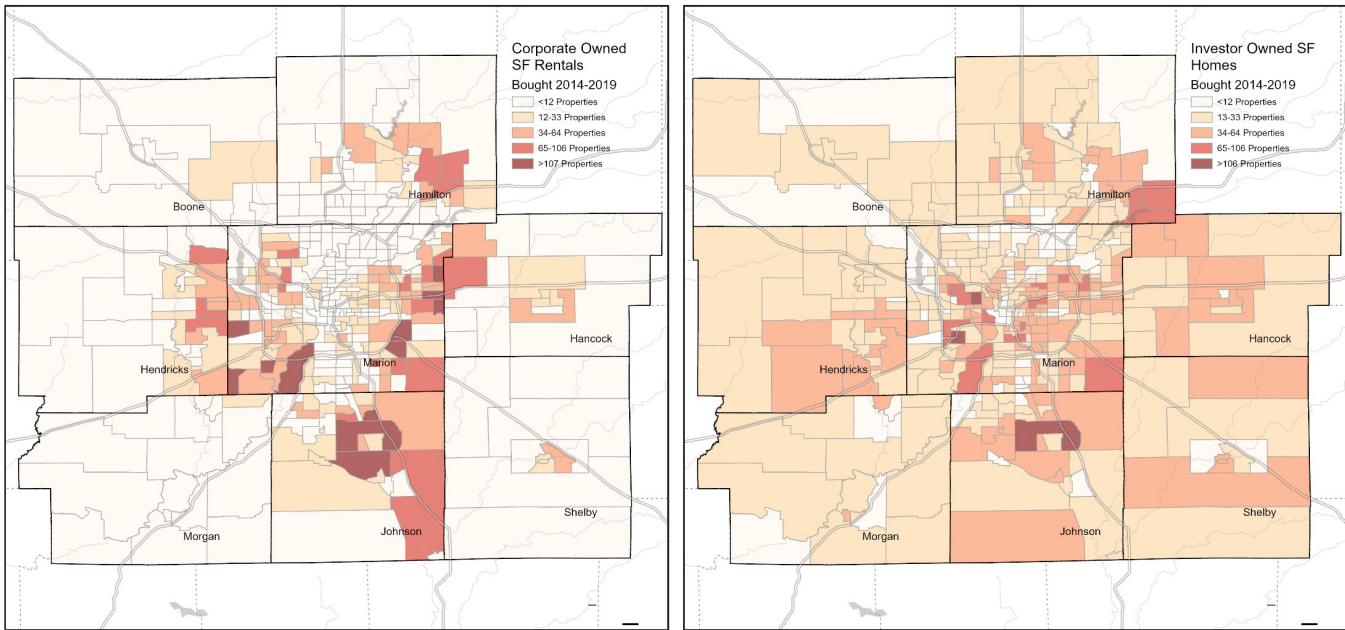 Corporate Owned
SF Rentals
Bought 2014-2019
<12 Properties
12-33 Properties
34-64 Properties
65-106 Properties
>107 Properties
Hamilton
Boone
Hancock
Hendricks
Marion
Shelby
Morgan
Johnson
Investor Owned SF
Homes
Bought 2014-2019
<12 Properties
13-33 Properties
34-64 Properties
65-106 Properties
>106 Properties
Hamilton
Boone
Hancock
Hendricks
Marion
Shelby
Morgan
Johnson